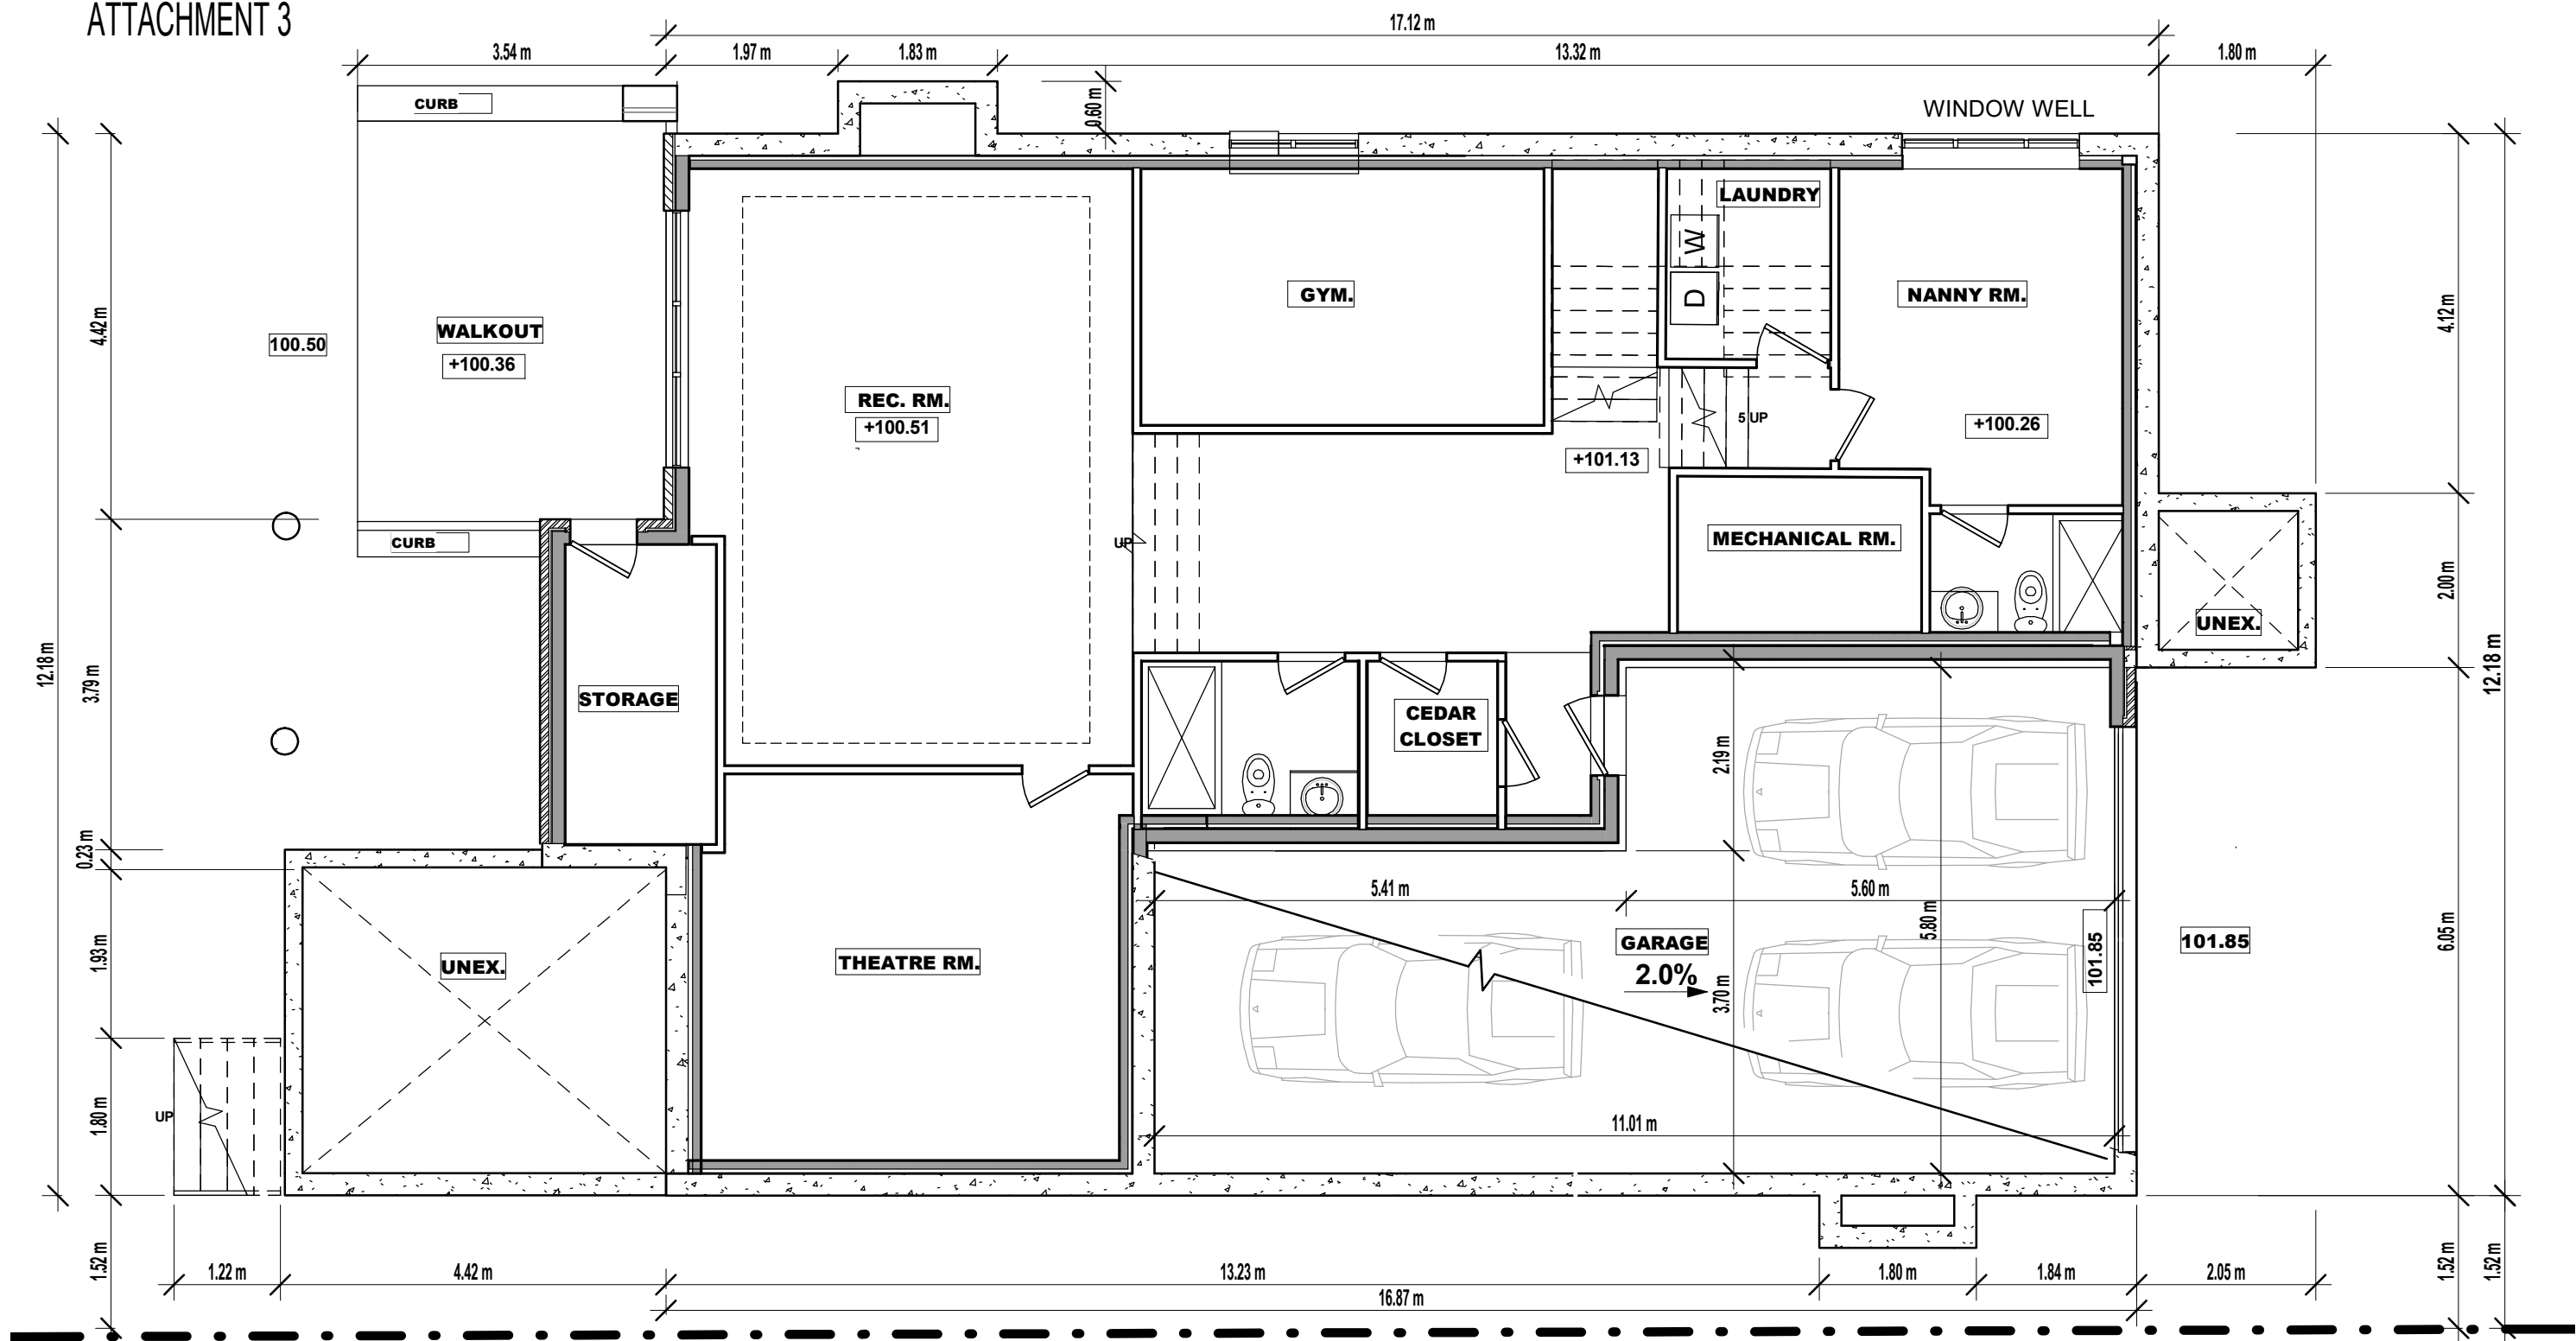 ATTACHMENT 3
17.12 m
3.54 m
1.97 m
1.83 m
13.32 m
1.80 m
CURB
0.60 m
WINDOW WELL
LAUNDRY
W
D
GYM.
NANNY RM.
4.42 m
4.12 m
100.50
WALKOUT
+100.36
REC. RM.
+100.51
5 UP
+100.26
+101.13
CURB
UP
MECHANICAL RM.
2.00 m
UNEX.
12.18 m
3.79 m
12.18 m
STORAGE
CEDAR
CLOSET
2.19 m
0.23 m
5.41 m
5.60 m
1.93 m
UNEX.
THEATRE RM.
GARAGE
2.0%
3.70 m
5.80 m
101.85
101.85
6.05 m
1.80 m
UP
11.01 m
1.52 m
1.22 m
4.42 m
13.23 m
1.80 m
1.84 m
2.05 m
1.52 m
1.52 m
16.87 m